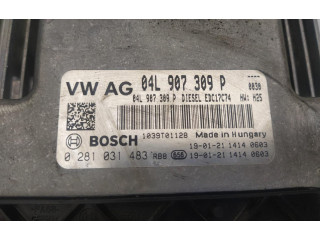 VW AG 04L 907 309 P
04L 907 309 P DIESEL EDC17C74 HW: H25
BOSCH 1039T01128 Made in Hungary
19-01-21 1414 0603
0 281 031 483 19-01-21 1414 0603